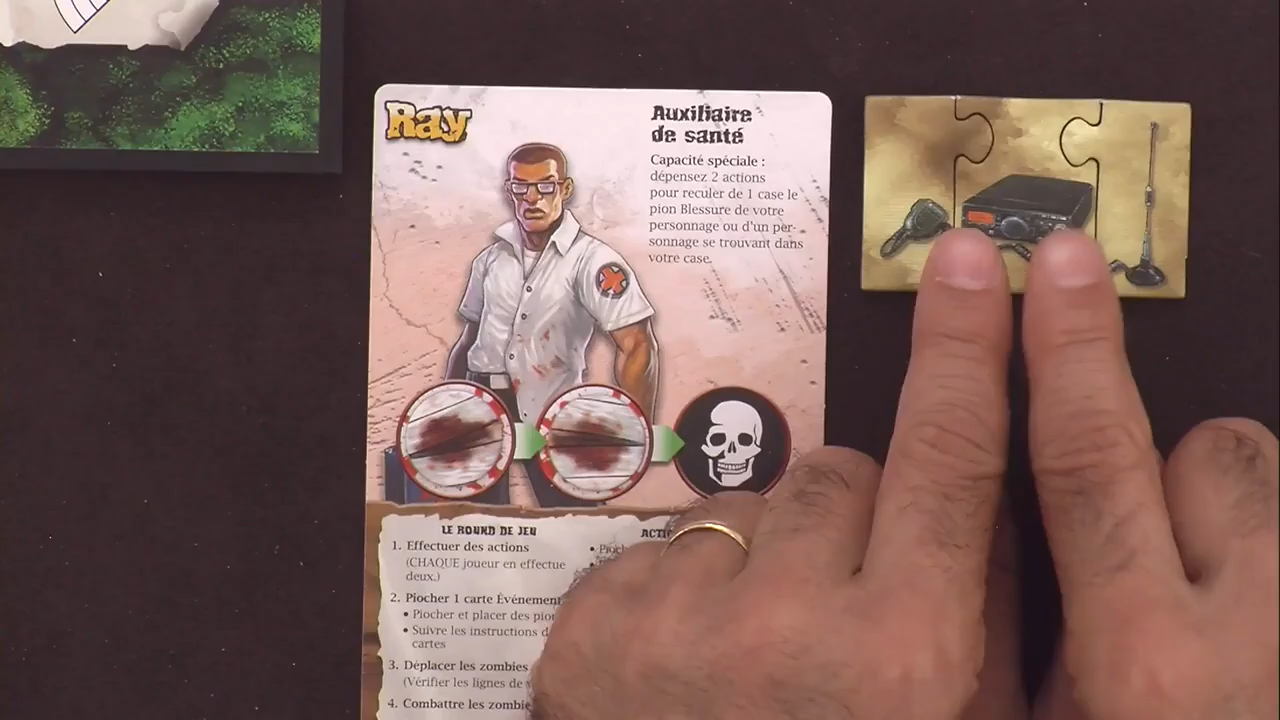 Ray
Auxiliaire
de santé
Capacité spéciale :
dépensez 2 actions
pour reculer de 1 case le
pion Blessure de votre
personnage ou d'un per-
sonnage se trouvant dans
votre case.
LE ROUND DE JEU
1. Effectuer des actions
(CHAQUE joueur en effectue
deux.)
2. Piocher 1 carte Événement
• Piocher et placer des
• Suivre les instructions
cartes
3. Déplacer les zombies
(Vérifier les lignes de
4. Combattre les